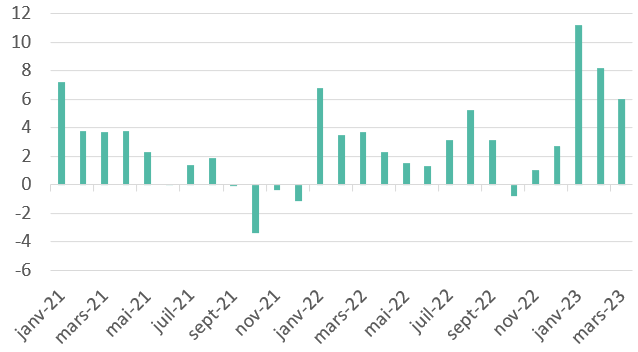 12
10
8
6
4
2
0
-2
-4
-6
janv-21
mars-21
mai-21
juil-21
sept-21
nov-21
janv-22
mars-22
mai-22
juil-22
sept-22
nov-22
janv-23
mars-23